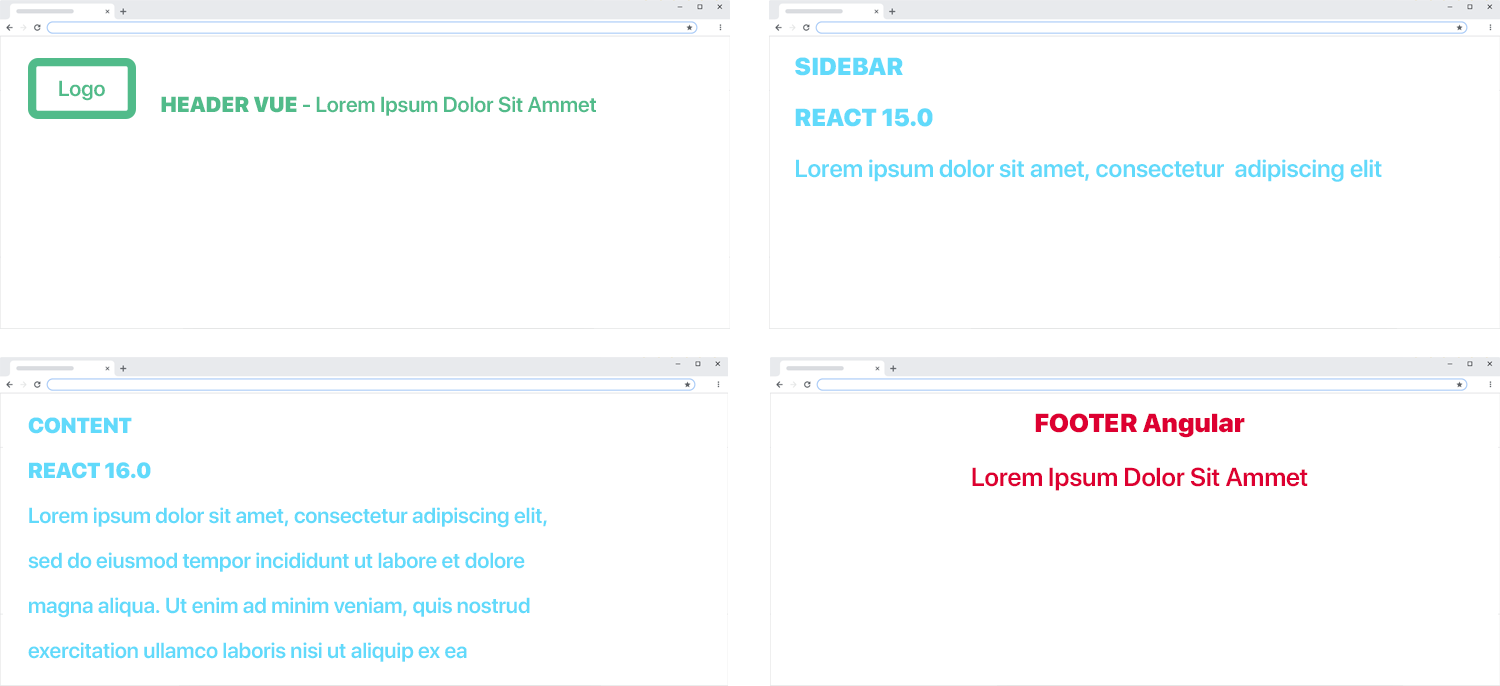 Logo
HEADER VUE - Lorem Ipsum Dolor Sit Ammet
SIDEBAR
REACT 15.0
Lorem ipsum dolor sit amet, consectetur  adipiscing elit
CONTENT
REACT 16.0
Lorem ipsum dolor sit amet, consectetur adipiscing elit,
sed do eiusmod tempor incididunt ut labore et dolore
magna aliqua. Ut enim ad minim veniam, quis nostrud
exercitation ullamco laboris nisi ut aliquip ex ea
FOOTER Angular
Lorem Ipsum Dolor Sit Ammet